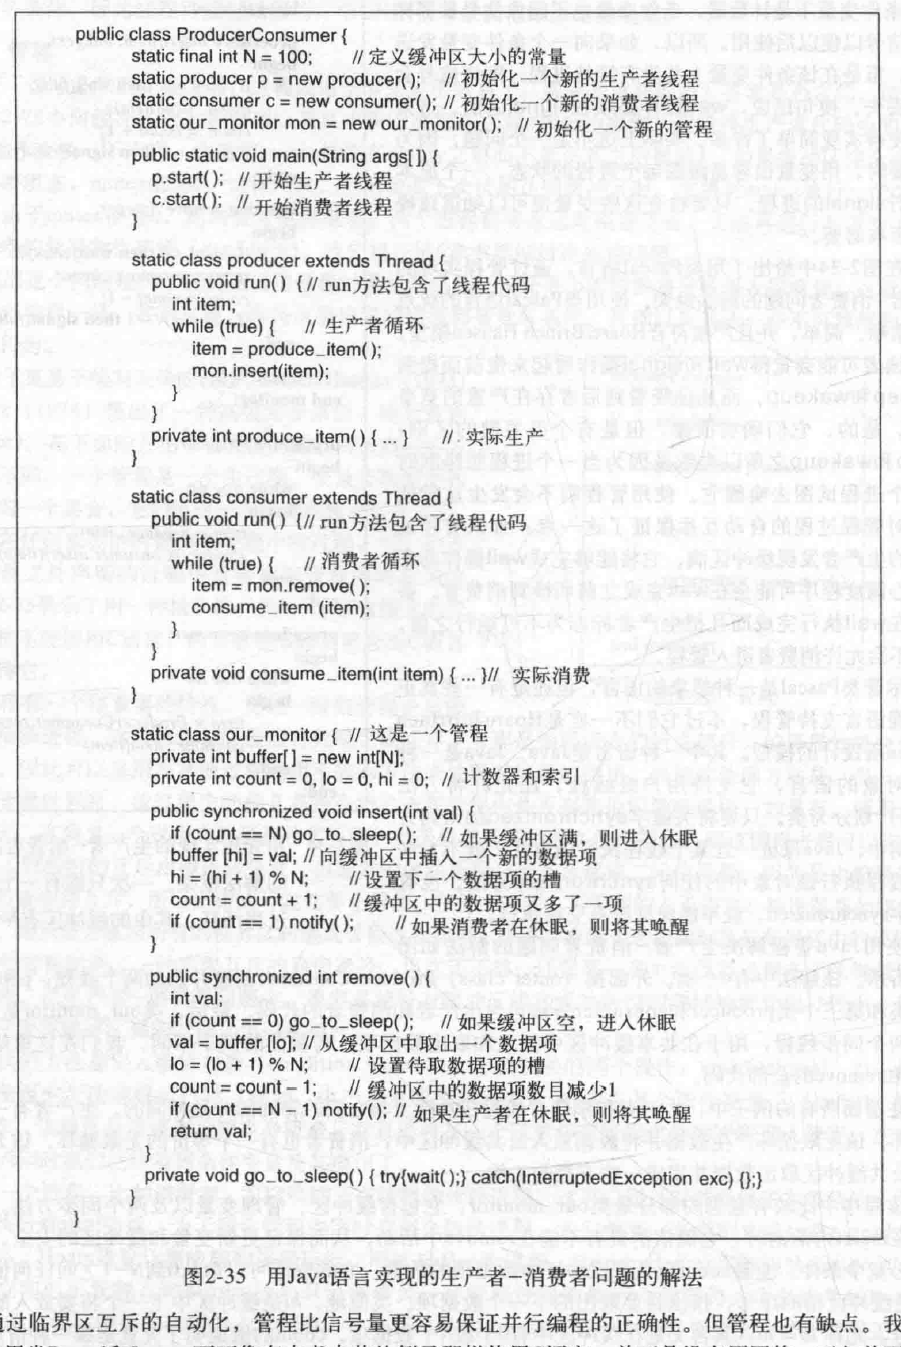 public class ProducerConsumer {
static final int N = 100; // 定义缓冲区大小的常量
static producer p = new producer( ); // 初始化一个新的生产者线程
static consumer c = new consumer( ); // 初始化一个新的消费者线程
static our_monitor mon = new our_monitor( ); // 初始化一个新的管程
public static void main(String args[ ]) {
p.start( ); // 开始生产者线程
c.start( ); // 开始消费者线程
}
static class producer extends Thread {
public void run( ) { // run方法包含了线程代码
int item;
while (true) { // 生产者循环
item = produce_item( );
mon.insert(item);
}
}
private int produce_item( ) { ... } // 实际生产
}
static class consumer extends Thread {
public void run( ) { // run方法包含了线程代码
int item;
while (true) { // 消费者循环
item = mon.remove( );
consume_item (item);
}
}
private void consume_item(int item) { ... }// 实际消费
}
static class our_monitor { // 这是一个管程
private int buffer[ ] = new int[N];
private int count = 0, lo = 0, hi = 0; // 计数器和索引
public synchronized void insert(int val) {
if (count == N) go_to_sleep( ); // 如果缓冲区满，则进入休眠
buffer [hi] = val; // 向缓冲区中插入一个新的数据项
hi = (hi + 1) % N; // 设置下一个数据项的槽
count = count + 1; // 缓冲区中的数据项又多了一项
if (count == 1) notify( ); // 如果消费者在休眠，则将其唤醒
}
public synchronized int remove( ) {
int val;
if (count == 0) go_to_sleep( ); // 如果缓冲区空，进入休眠
val = buffer [lo]; // 从缓冲区中取出一个数据项
lo = (lo + 1) % N; // 设置待取数据项的槽
count = count – 1; // 缓冲区中的数据项数目减少1
if (count == N – 1) notify( ); // 如果生产者在休眠，则将其唤醒
return val;
}
private void go_to_sleep( ) { try{wait( );} catch(InterruptedException exc) {};}
}
}
图2-35 用Java语言实现的生产者-消费者问题的解法
过临界区互斥的自动化，管程比信号量更容易保证并行编程的正确性。但管程也有缺点。我